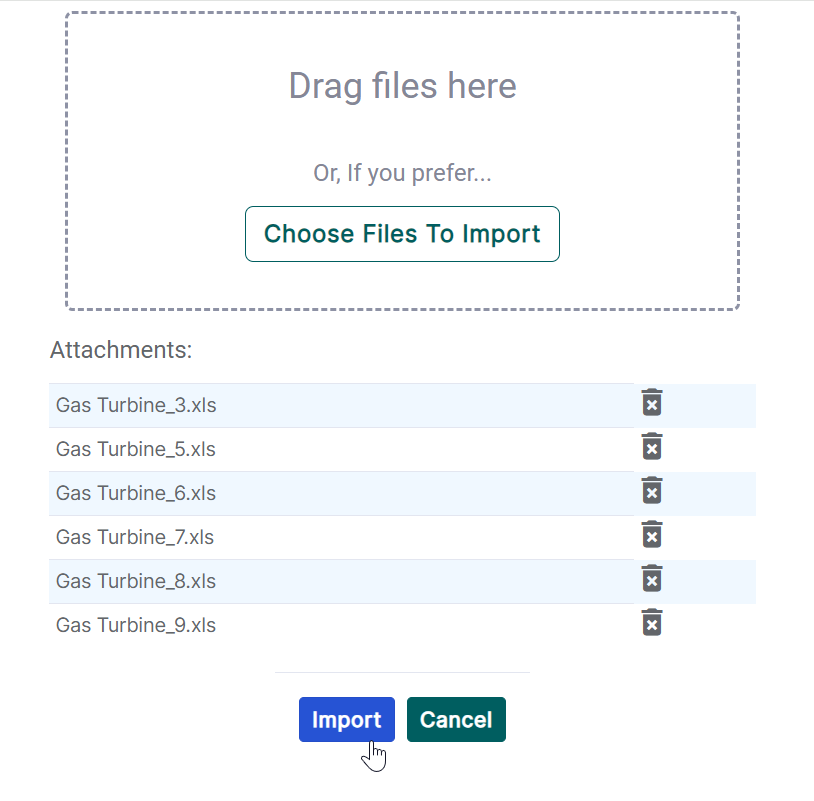 Drag files here
Or, If you prefer...
Choose Files To Import
Attachments:
Gas Turbine_3.xls
Gas Turbine_5.xls
Gas Turbine_6.xls
Gas Turbine_7.xls
Gas Turbine_8.xls
Gas Turbine_9.xls
Import Cancel